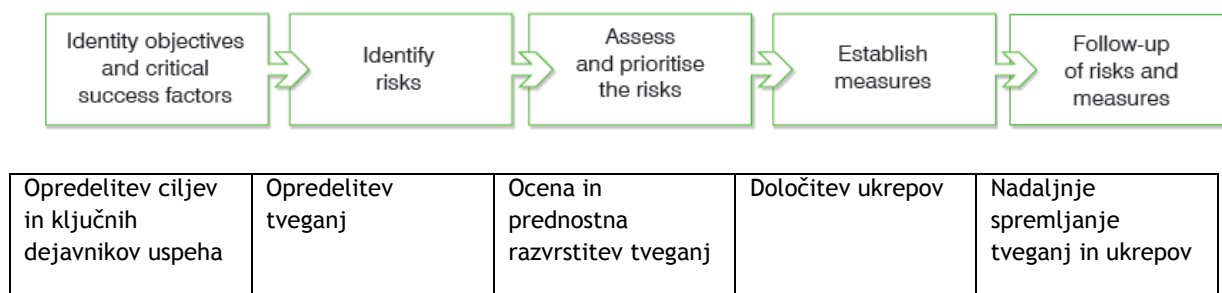 Identity objectives
and critical
success factors
Identify
risks
Assess
and prioritise
the risks
Establish
measures
Follow-up
of risks and
measures
Opredelitev ciljev
in ključnih
dejavnikov uspeha
Opredelitev
tveganj
Ocena in
prednostna
razvrstitev tveganj
Določitev ukrepov
Nadaljnje
spremljanje
tveganj in ukrepov